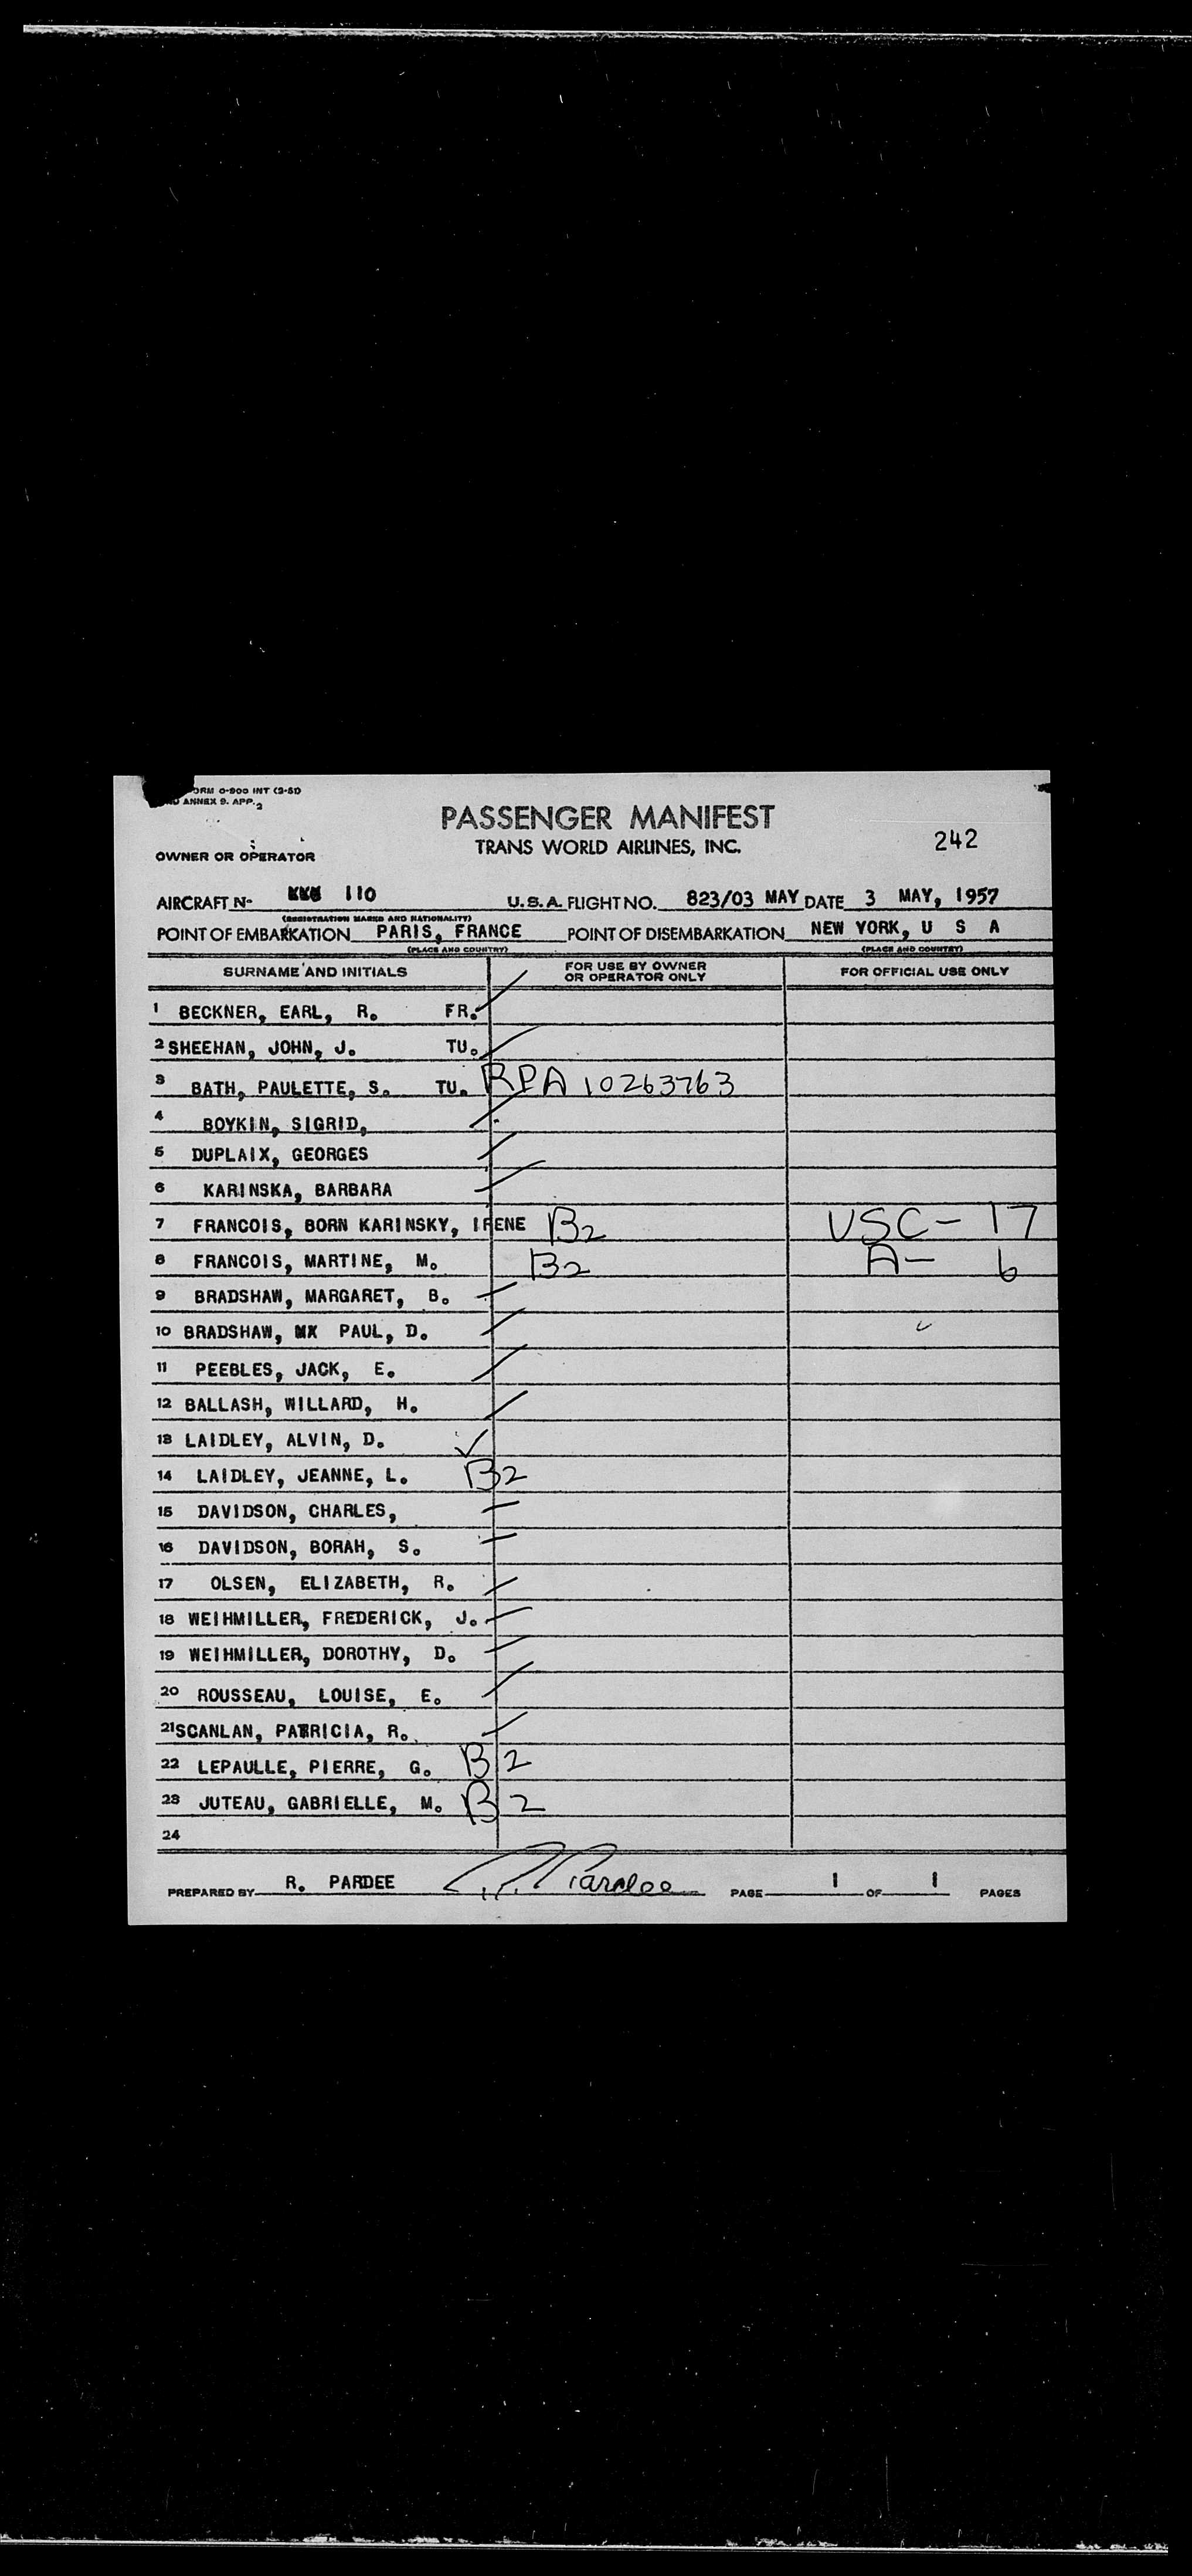 ORM 0-900 INT (3-51)
ANNEX 9. APP. 2
PASSENGER MANIFEST
TRANS WORLD AIRLINES, INC.
242
OWNER OR OPERATOR
AIRCRAFT Nº 110 U.S.A. FLIGHT NO. 823/03 MAY DATE 3 MAY, 1957
(REGISTRATION MARKS AND NATIONALITY)
POINT OF EMBARKATION PARIS, FRANCE POINT OF DISEMBARKATION NEW YORK, U S A
(PLACE AND COUNTRY) (PLACE AND COUNTRY)
SURNAME AND INITIALS FOR USE BY OWNER OR OPERATOR ONLY FOR OFFICIAL USE ONLY
1 BECKNER, EARL, R. FR.
2 SHEEHAN, JOHN, J. TU.
3 BATH, PAULETTE, S. TU. RPA 10263763
4 BOYKIN, SIGRID,
5 DUPLAIX, GEORGES
6 KARINSKA, BARBARA
7 FRANCOIS, BORN KARINSKY, IRENE B2 USC- 17
8 FRANCOIS, MARTINE, M. B2 A- 6
9 BRADSHAW, MARGARET, B.
10 BRADSHAW, MX PAUL, D.
11 PEEBLES, JACK, E.
12 BALLASH, WILLARD, H.
13 LAIDLEY, ALVIN, D. ✓
14 LAIDLEY, JEANNE, L. B2
15 DAVIDSON, CHARLES,
16 DAVIDSON, BORAH, S.
17 OLSEN, ELIZABETH, R.
18 WEIHMILLER, FREDERICK, J.
19 WEIHMILLER, DOROTHY, D.
20 ROUSSEAU, LOUISE, E.
21 SCANLAN, PATRICIA, R.
22 LEPAULLE, PIERRE, G. B2
23 JUTEAU, GABRIELLE, M. B2
24
PREPARED BY R. PARDEE R. Pardee PAGE 1 OF 1 PAGES